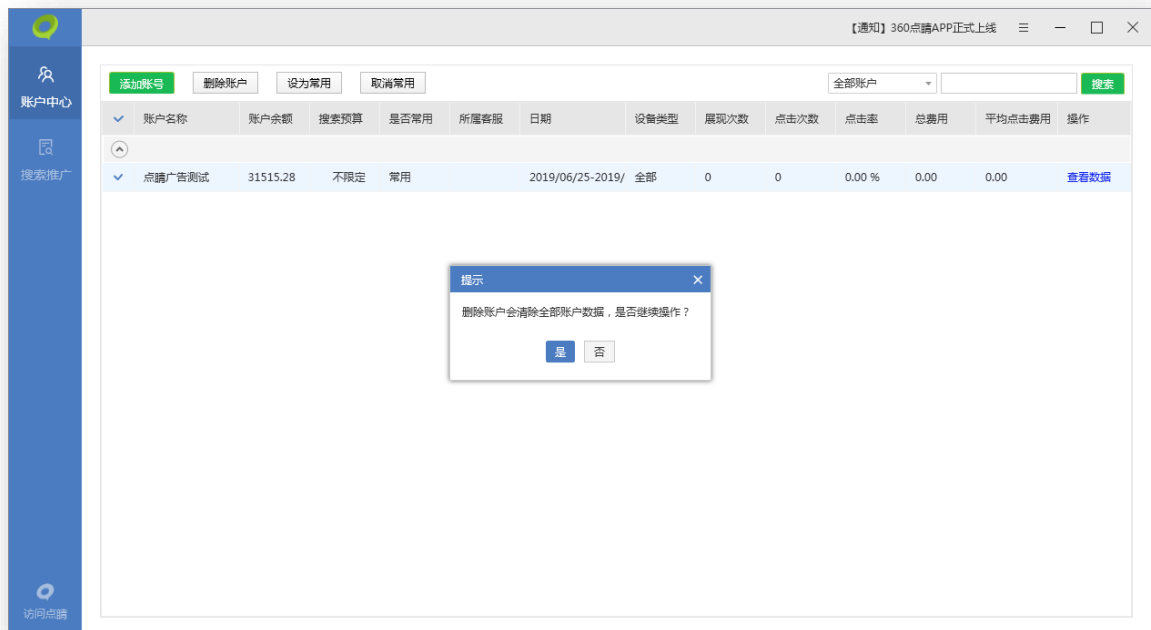 【通知】360点睛APP正式上线
账户中心
搜索推广
访问点睛
添加账号 删除账户 设为常用 取消常用 全部账户 搜索
账户名称 账户余额 搜索预算 是否常用 所属客服 日期 设备类型 展现次数 点击次数 点击率 总费用 平均点击费用 操作
点睛广告测试 31515.28 不限定 常用 2019/06/25-2019/ 全部 0 0 0.00 % 0.00 0.00 查看数据
提示
删除账户会清除全部账户数据，是否继续操作？
是 否